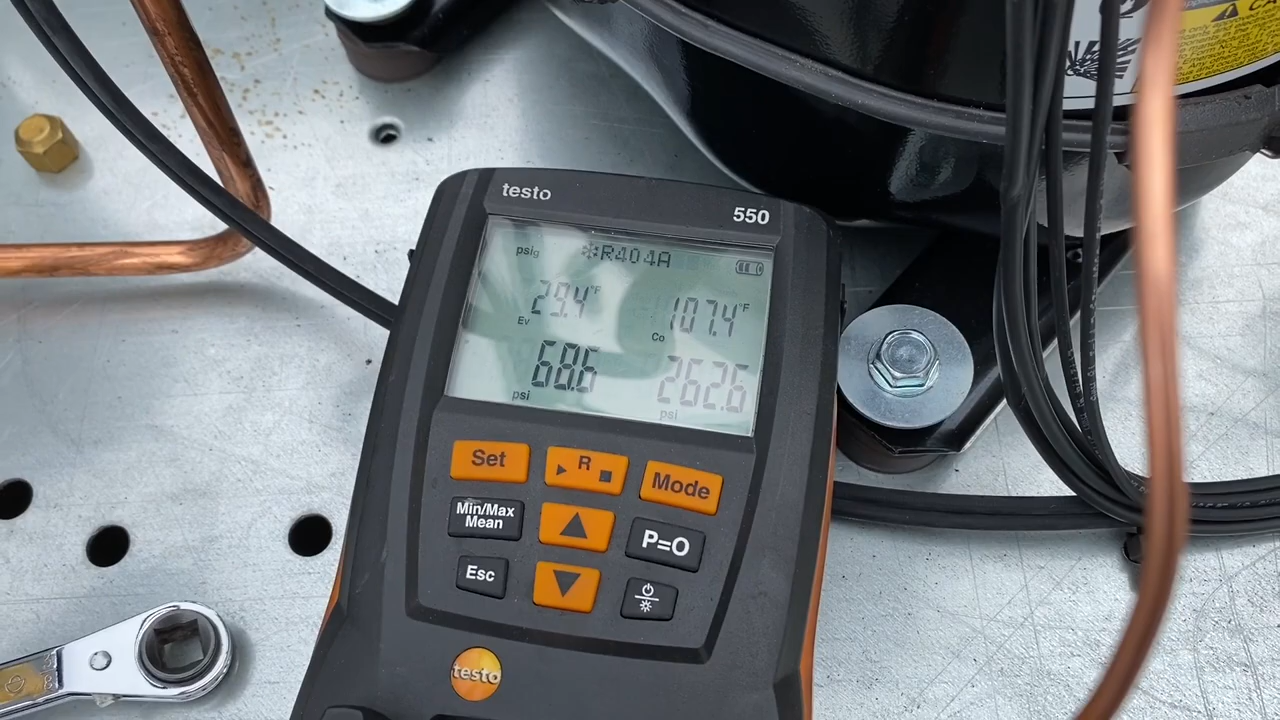 testo
550
psig ❄R404A
29.4°F 107.4°F
Ev Co
68.6 262.6
psi psi
Set R Mode
Min/Max
Mean
P=O
Esc
testo
CA